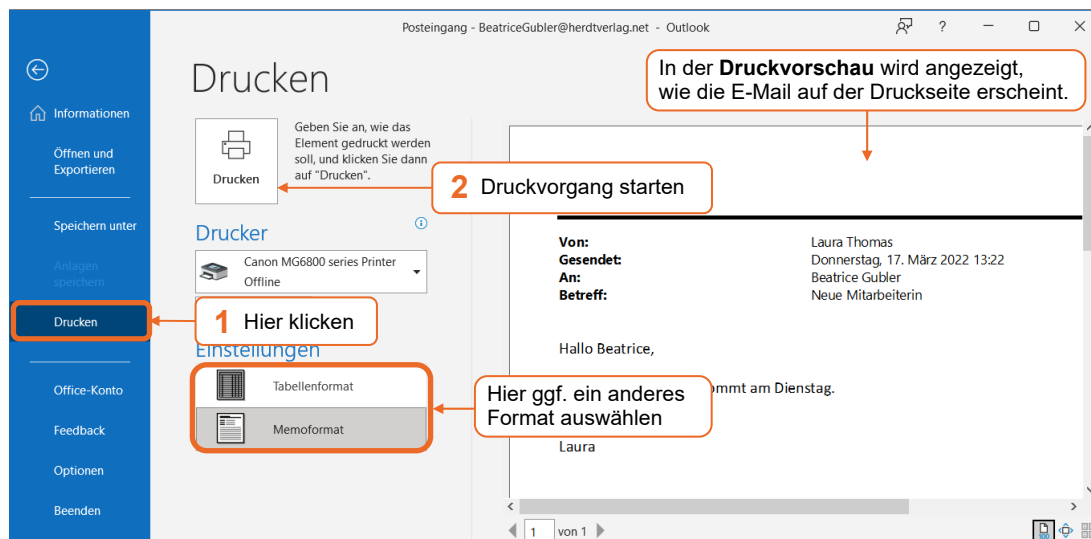 Posteingang - BeatriceGubler@herdtverlag.net - Outlook
?
Informationen
Öffnen und
Exportieren
Speichern unter
Anlagen
speichern
Drucken
Office-Konto
Feedback
Optionen
Beenden
Drucken
Drucken
Geben Sie an, wie das
Element gedruckt werden
soll, und klicken Sie dann
auf "Drucken".
2 Druckvorgang starten
Drucker
Canon MG6800 series Printer
Offline
1 Hier klicken
Einstellungen
Tabellenformat
Memoformat
Hier ggf. ein anderes
Format auswählen
In der Druckvorschau wird angezeigt,
wie die E-Mail auf der Druckseite erscheint.
Von: Laura Thomas
Gesendet: Donnerstag, 17. März 2022 13:22
An: Beatrice Gubler
Betreff: Neue Mitarbeiterin
Hallo Beatrice,
am Dienstag.
Laura
1 von 1
100